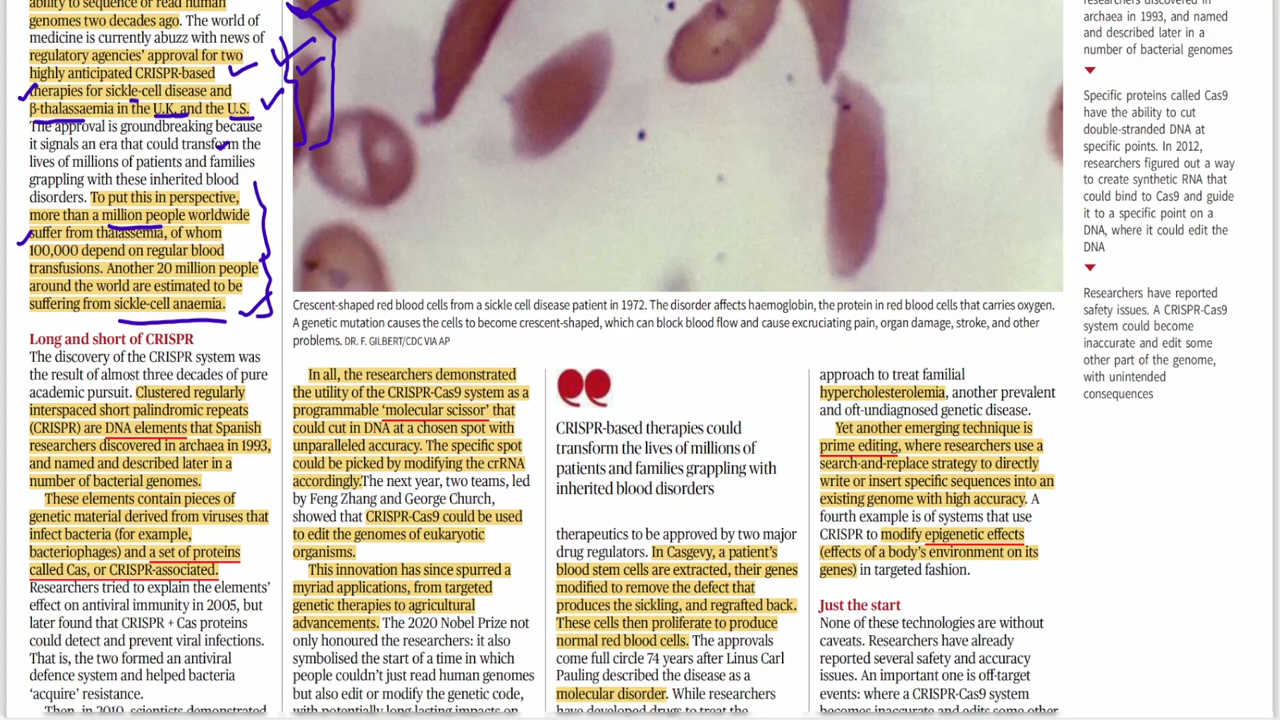 ability to sequence or read human
genomes two decades ago. The world of
medicine is currently abuzz with news of
regulatory agencies’ approval for two
highly anticipated CRISPR-based
therapies for sickle-cell disease and
β-thalassaemia in the U.K. and the U.S.
The approval is groundbreaking because
it signals an era that could transform the
lives of millions of patients and families
grappling with these inherited blood
disorders. To put this in perspective,
more than a million people worldwide
suffer from thalassemia, of whom
100,000 depend on regular blood
transfusions. Another 20 million people
around the world are estimated to be
suffering from sickle-cell anaemia.
Long and short of CRISPR
The discovery of the CRISPR system was
the result of almost three decades of pure
academic pursuit. Clustered regularly
interspaced short palindromic repeats
(CRISPR) are DNA elements that Spanish
researchers discovered in archaea in 1993,
and named and described later in a
number of bacterial genomes.
These elements contain pieces of
genetic material derived from viruses that
infect bacteria (for example,
bacteriophages) and a set of proteins
called Cas, or CRISPR-associated.
Researchers tried to explain the elements’
effect on antiviral immunity in 2005, but
later found that CRISPR + Cas proteins
could detect and prevent viral infections.
That is, the two formed an antiviral
defence system and helped bacteria
‘acquire’ resistance.
Then, in 2010, scientists demonstrated
Crescent-shaped red blood cells from a sickle cell disease patient in 1972. The disorder affects haemoglobin, the protein in red blood cells that carries oxygen.
A genetic mutation causes the cells to become crescent-shaped, which can block blood flow and cause excruciating pain, organ damage, stroke, and other
problems. DR. F. GILBERT/CDC VIA AP
In all, the researchers demonstrated
the utility of the CRISPR-Cas9 system as a
programmable ‘molecular scissor’ that
could cut in DNA at a chosen spot with
unparalleled accuracy. The specific spot
could be picked by modifying the crRNA
accordingly.The next year, two teams, led
by Feng Zhang and George Church,
showed that CRISPR-Cas9 could be used
to edit the genomes of eukaryotic
organisms.
This innovation has since spurred a
myriad applications, from targeted
genetic therapies to agricultural
advancements. The 2020 Nobel Prize not
only honoured the researchers: it also
symbolised the start of a time in which
people couldn’t just read human genomes
but also edit or modify the genetic code,
with potentially long lasting impacts on
CRISPR-based therapies could
transform the lives of millions of
patients and families grappling with
inherited blood disorders
therapeutics to be approved by two major
drug regulators. In Casgevy, a patient’s
blood stem cells are extracted, their genes
modified to remove the defect that
produces the sickling, and regrafted back.
These cells then proliferate to produce
normal red blood cells. The approvals
come full circle 74 years after Linus Carl
Pauling described the disease as a
molecular disorder. While researchers
have developed drugs to treat the
approach to treat familial
hypercholesterolemia, another prevalent
and oft-undiagnosed genetic disease.
Yet another emerging technique is
prime editing, where researchers use a
search-and-replace strategy to directly
write or insert specific sequences into an
existing genome with high accuracy. A
fourth example is of systems that use
CRISPR to modify epigenetic effects
(effects of a body’s environment on its
genes) in targeted fashion.
Just the start
None of these technologies are without
caveats. Researchers have already
reported several safety and accuracy
issues. An important one is off-target
events: where a CRISPR-Cas9 system
becomes inaccurate and edits some other
researchers discovered in
archaea in 1993, and named
and described later in a
number of bacterial genomes
Specific proteins called Cas9
have the ability to cut
double-stranded DNA at
specific points. In 2012,
researchers figured out a way
to create synthetic RNA that
could bind to Cas9 and guide
it to a specific point on a
DNA, where it could edit the
DNA
Researchers have reported
safety issues. A CRISPR-Cas9
system could become
inaccurate and edit some
other part of the genome,
with unintended
consequences